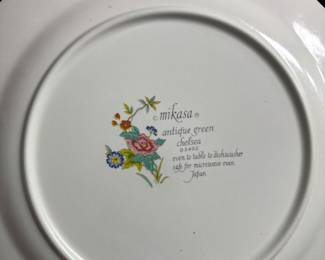 © mikasa ®
antique green
chelsea
oven to table to dishwasher
safe for microwave oven
Japan